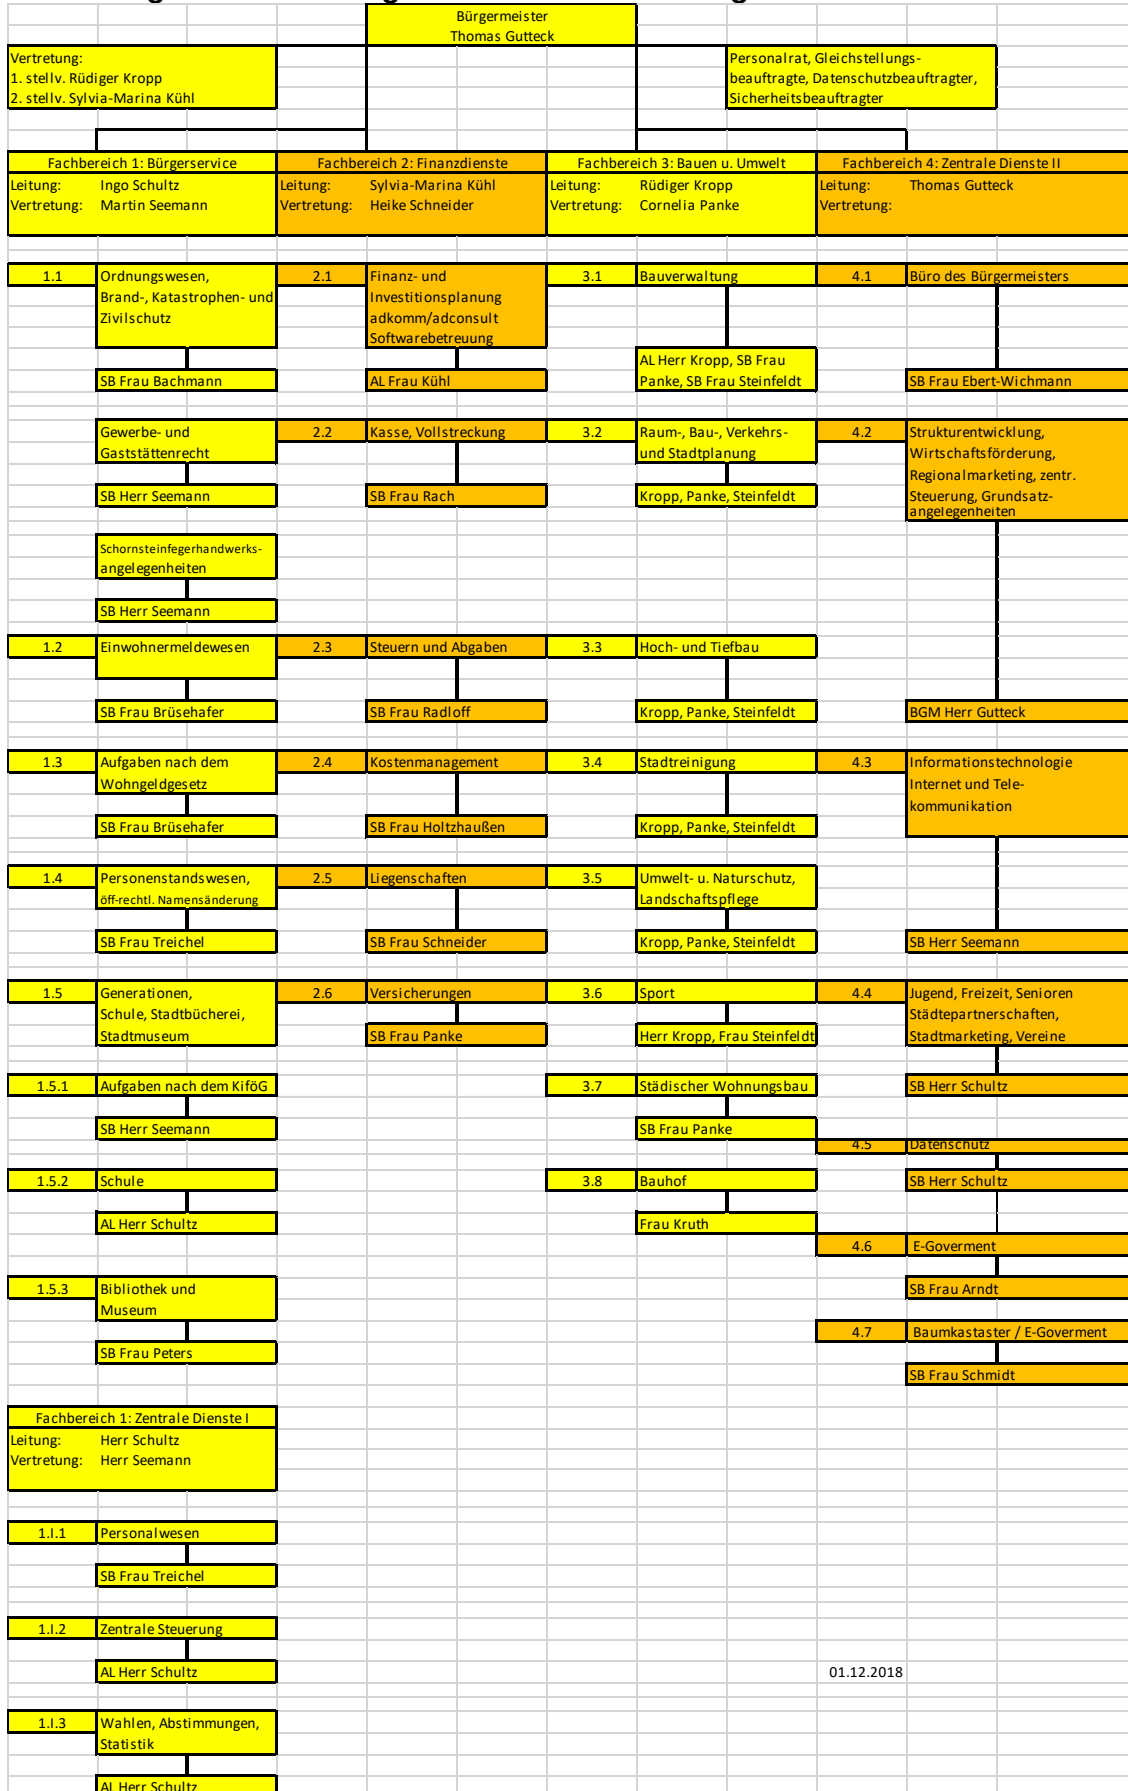 Bürgermeister
Thomas Gutteck
Vertretung:
1. stellv. Rüdiger Kropp
2. stellv. Sylvia-Marina Kühl
Personalrat, Gleichstellungs-
beauftragte, Datenschutzbeauftragter,
Sicherheitsbeauftragter
Fachbereich 1: Bürgerservice
Leitung: Ingo Schultz
Vertretung: Martin Seemann
Fachbereich 2: Finanzdienste
Leitung: Sylvia-Marina Kühl
Vertretung: Heike Schneider
Fachbereich 3: Bauen u. Umwelt
Leitung: Rüdiger Kropp
Vertretung: Cornelia Panke
Fachbereich 4: Zentrale Dienste II
Leitung: Thomas Gutteck
Vertretung:
1.1 Ordnungswesen,
Brand-, Katastrophen- und
Zivilschutz
SB Frau Bachmann
Gewerbe- und
Gaststättenrecht
SB Herr Seemann
Schornsteinfegerhandwerks-
angelegenheiten
SB Herr Seemann
1.2 Einwohnermeldewesen
SB Frau Brüsehafer
1.3 Aufgaben nach dem
Wohngeldgesetz
SB Frau Brüsehafer
1.4 Personenstandswesen,
öff-rechtl. Namensänderung
SB Frau Treichel
1.5 Generationen,
Schule, Stadtbücherei,
Stadtmuseum
1.5.1 Aufgaben nach dem KiföG
SB Herr Seemann
1.5.2 Schule
AL Herr Schultz
1.5.3 Bibliothek und
Museum
SB Frau Peters
2.1 Finanz- und
Investitionsplanung
adkomm/adconsult
Softwarebetreuung
AL Frau Kühl
2.2 Kasse, Vollstreckung
SB Frau Rach
2.3 Steuern und Abgaben
SB Frau Radloff
2.4 Kostenmanagement
SB Frau Holtzhaußen
2.5 Liegenschaften
SB Frau Schneider
2.6 Versicherungen
SB Frau Panke
3.1 Bauverwaltung
AL Herr Kropp, SB Frau
Panke, SB Frau Steinfeldt
3.2 Raum-, Bau-, Verkehrs-
und Stadtplanung
Kropp, Panke, Steinfeldt
3.3 Hoch- und Tiefbau
Kropp, Panke, Steinfeldt
3.4 Stadtreinigung
Kropp, Panke, Steinfeldt
3.5 Umwelt- u. Naturschutz,
Landschaftspflege
Kropp, Panke, Steinfeldt
3.6 Sport
Herr Kropp, Frau Steinfeldt
3.7 Städischer Wohnungsbau
SB Frau Panke
3.8 Bauhof
Frau Kruth
4.1 Büro des Bürgermeisters
SB Frau Ebert-Wichmann
4.2 Strukturentwicklung,
Wirtschaftsförderung,
Regionalmarketing, zentr.
Steuerung, Grundsatz-
angelegenheiten
BGM Herr Gutteck
4.3 Informationstechnologie
Internet und Tele-
kommunikation
SB Herr Seemann
4.4 Jugend, Freizeit, Senioren
Städtepartnerschaften,
Stadtmarketing, Vereine
SB Herr Schultz
4.5 Datenschutz
SB Herr Schultz
4.6 E-Goverment
SB Frau Arndt
4.7 Baumkastaster / E-Goverment
SB Frau Schmidt
Fachbereich 1: Zentrale Dienste I
Leitung: Herr Schultz
Vertretung: Herr Seemann
1.I.1 Personalwesen
SB Frau Treichel
1.I.2 Zentrale Steuerung
AL Herr Schultz
01.12.2018
1.I.3 Wahlen, Abstimmungen,
Statistik
AL Herr Schultz